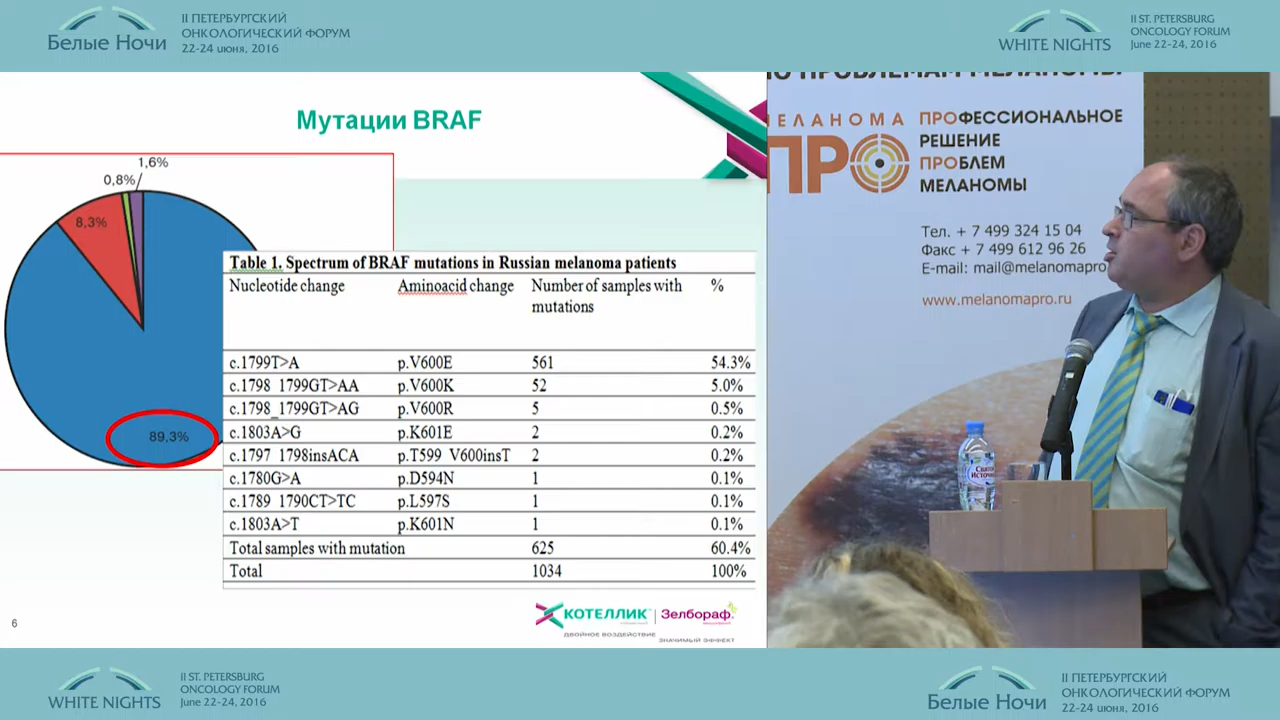 II ПЕТЕРБУРГСКИЙ
ОНКОЛОГИЧЕСКИЙ ФОРУМ
Белые Ночи
22-24 июня, 2016
II ST. PETERSBURG
ONCOLOGY FORUM
WHITE NIGHTS
June 22-24, 2016
Мутации BRAF
1,6%
0,8%
8,3%
89,3%
Table 1. Spectrum of BRAF mutations in Russian melanoma patients
Nucleotide change Aminoacid change Number of samples with mutations %
c.1799T>A p.V600E 561 54.3%
c.1798_1799GT>AA p.V600K 52 5.0%
c.1798_1799GT>AG p.V600R 5 0.5%
c.1803A>G p.K601E 2 0.2%
c.1797_1798insACA p.T599_V600insT 2 0.2%
c.1780G>A p.D594N 1 0.1%
c.1789_1790CT>TC p.L597S 1 0.1%
c.1803A>T p.K601N 1 0.1%
Total samples with mutation 625 60.4%
Total 1034 100%
6
КОТЕЛЛИК Зелбораф
ДВОЙНОЕ ВОЗДЕЙСТВИЕ ЗНАЧИМЫЙ ЭФФЕКТ
ПО ПРОБЛЕМАМ МЕЛАНОМЫ
МЕЛАНОМА
ПРО
ПРОФЕССИОНАЛЬНОЕ
РЕШЕНИЕ
ПРОБЛЕМ
МЕЛАНОМЫ
Тел. + 7 499 324 15 04
Факс + 7 499 612 96 26
E-mail: mail@melanomapro
www.melanomapro.ru
Святой
Источник
WHITE NIGHTS
II ST. PETERSBURG
ONCOLOGY FORUM
June 22-24, 2016
Белые Ночи
II ПЕТЕРБУРГСКИЙ
ОНКОЛОГИЧЕСКИЙ ФОРУМ
22-24 июня, 2016